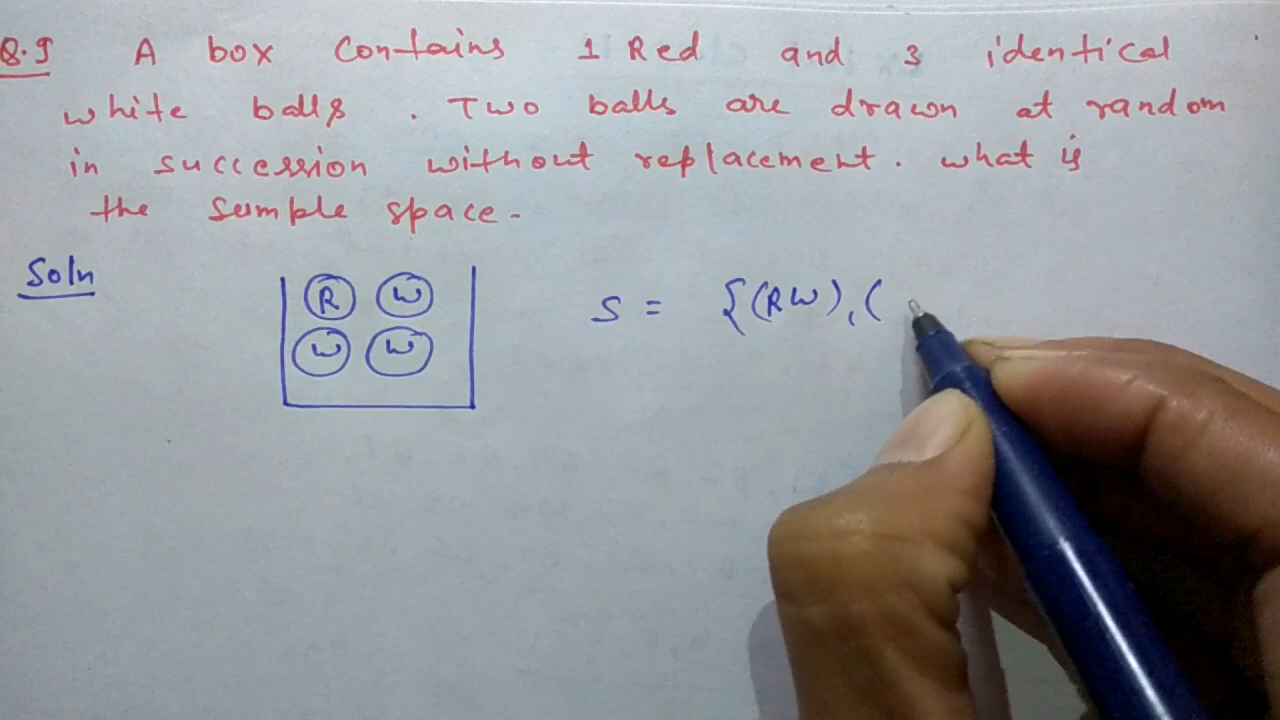 Q.9 A box contains 1 Red and 3 identical
white balls . Two balls are drawn at random
in succession without replacement. what is
the sample space.
Soln
R W
W W
S = {(RW), (